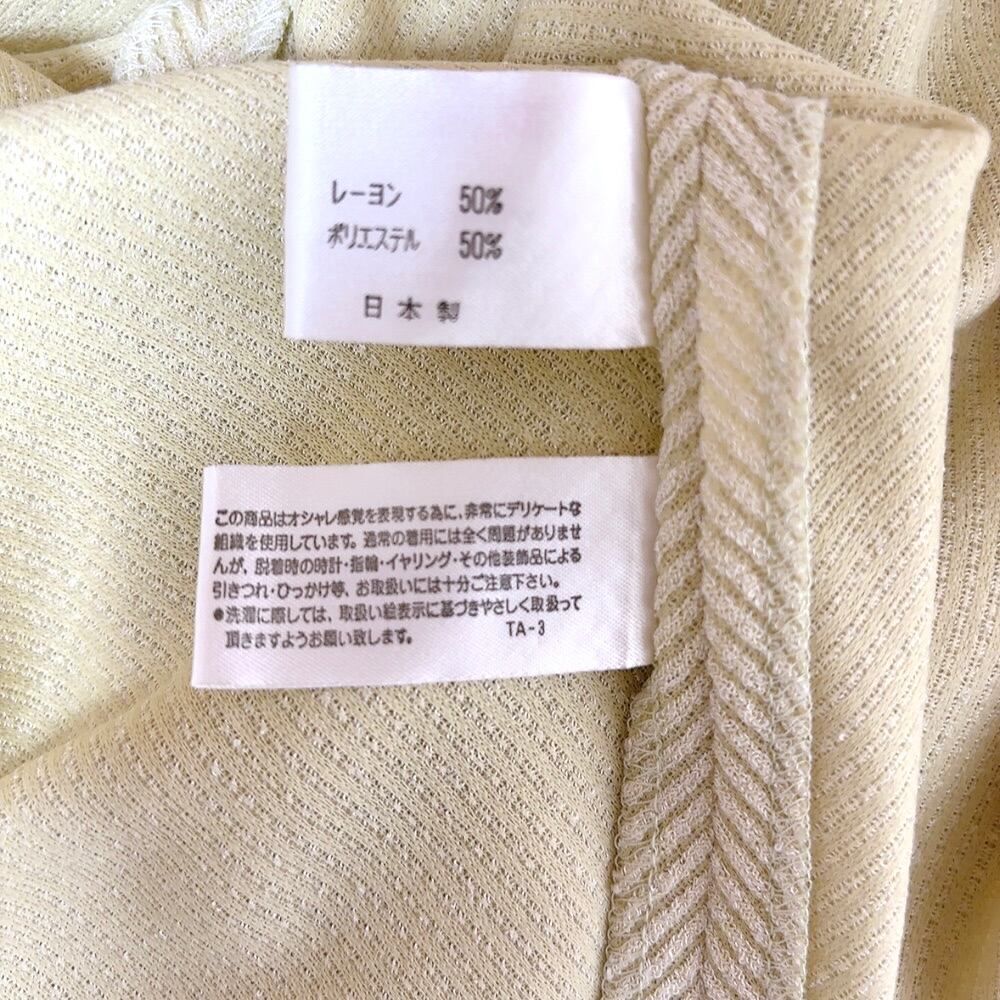 レーヨン 50%
ポリエステル 50%
日本製
この商品はオシャレ感覚を表現する為に、非常にデリケートな
組織を使用しています。通常の着用には全く問題がありませ
んが、脱着時の時計・指輪・イヤリング・その他装飾品による
引きつれ・ひっかけ等、お取扱いには十分ご注意下さい。
●洗濯に際しては、取扱い絵表示に基づきやさしく取扱って
頂きますようお願い致します。 TA-3